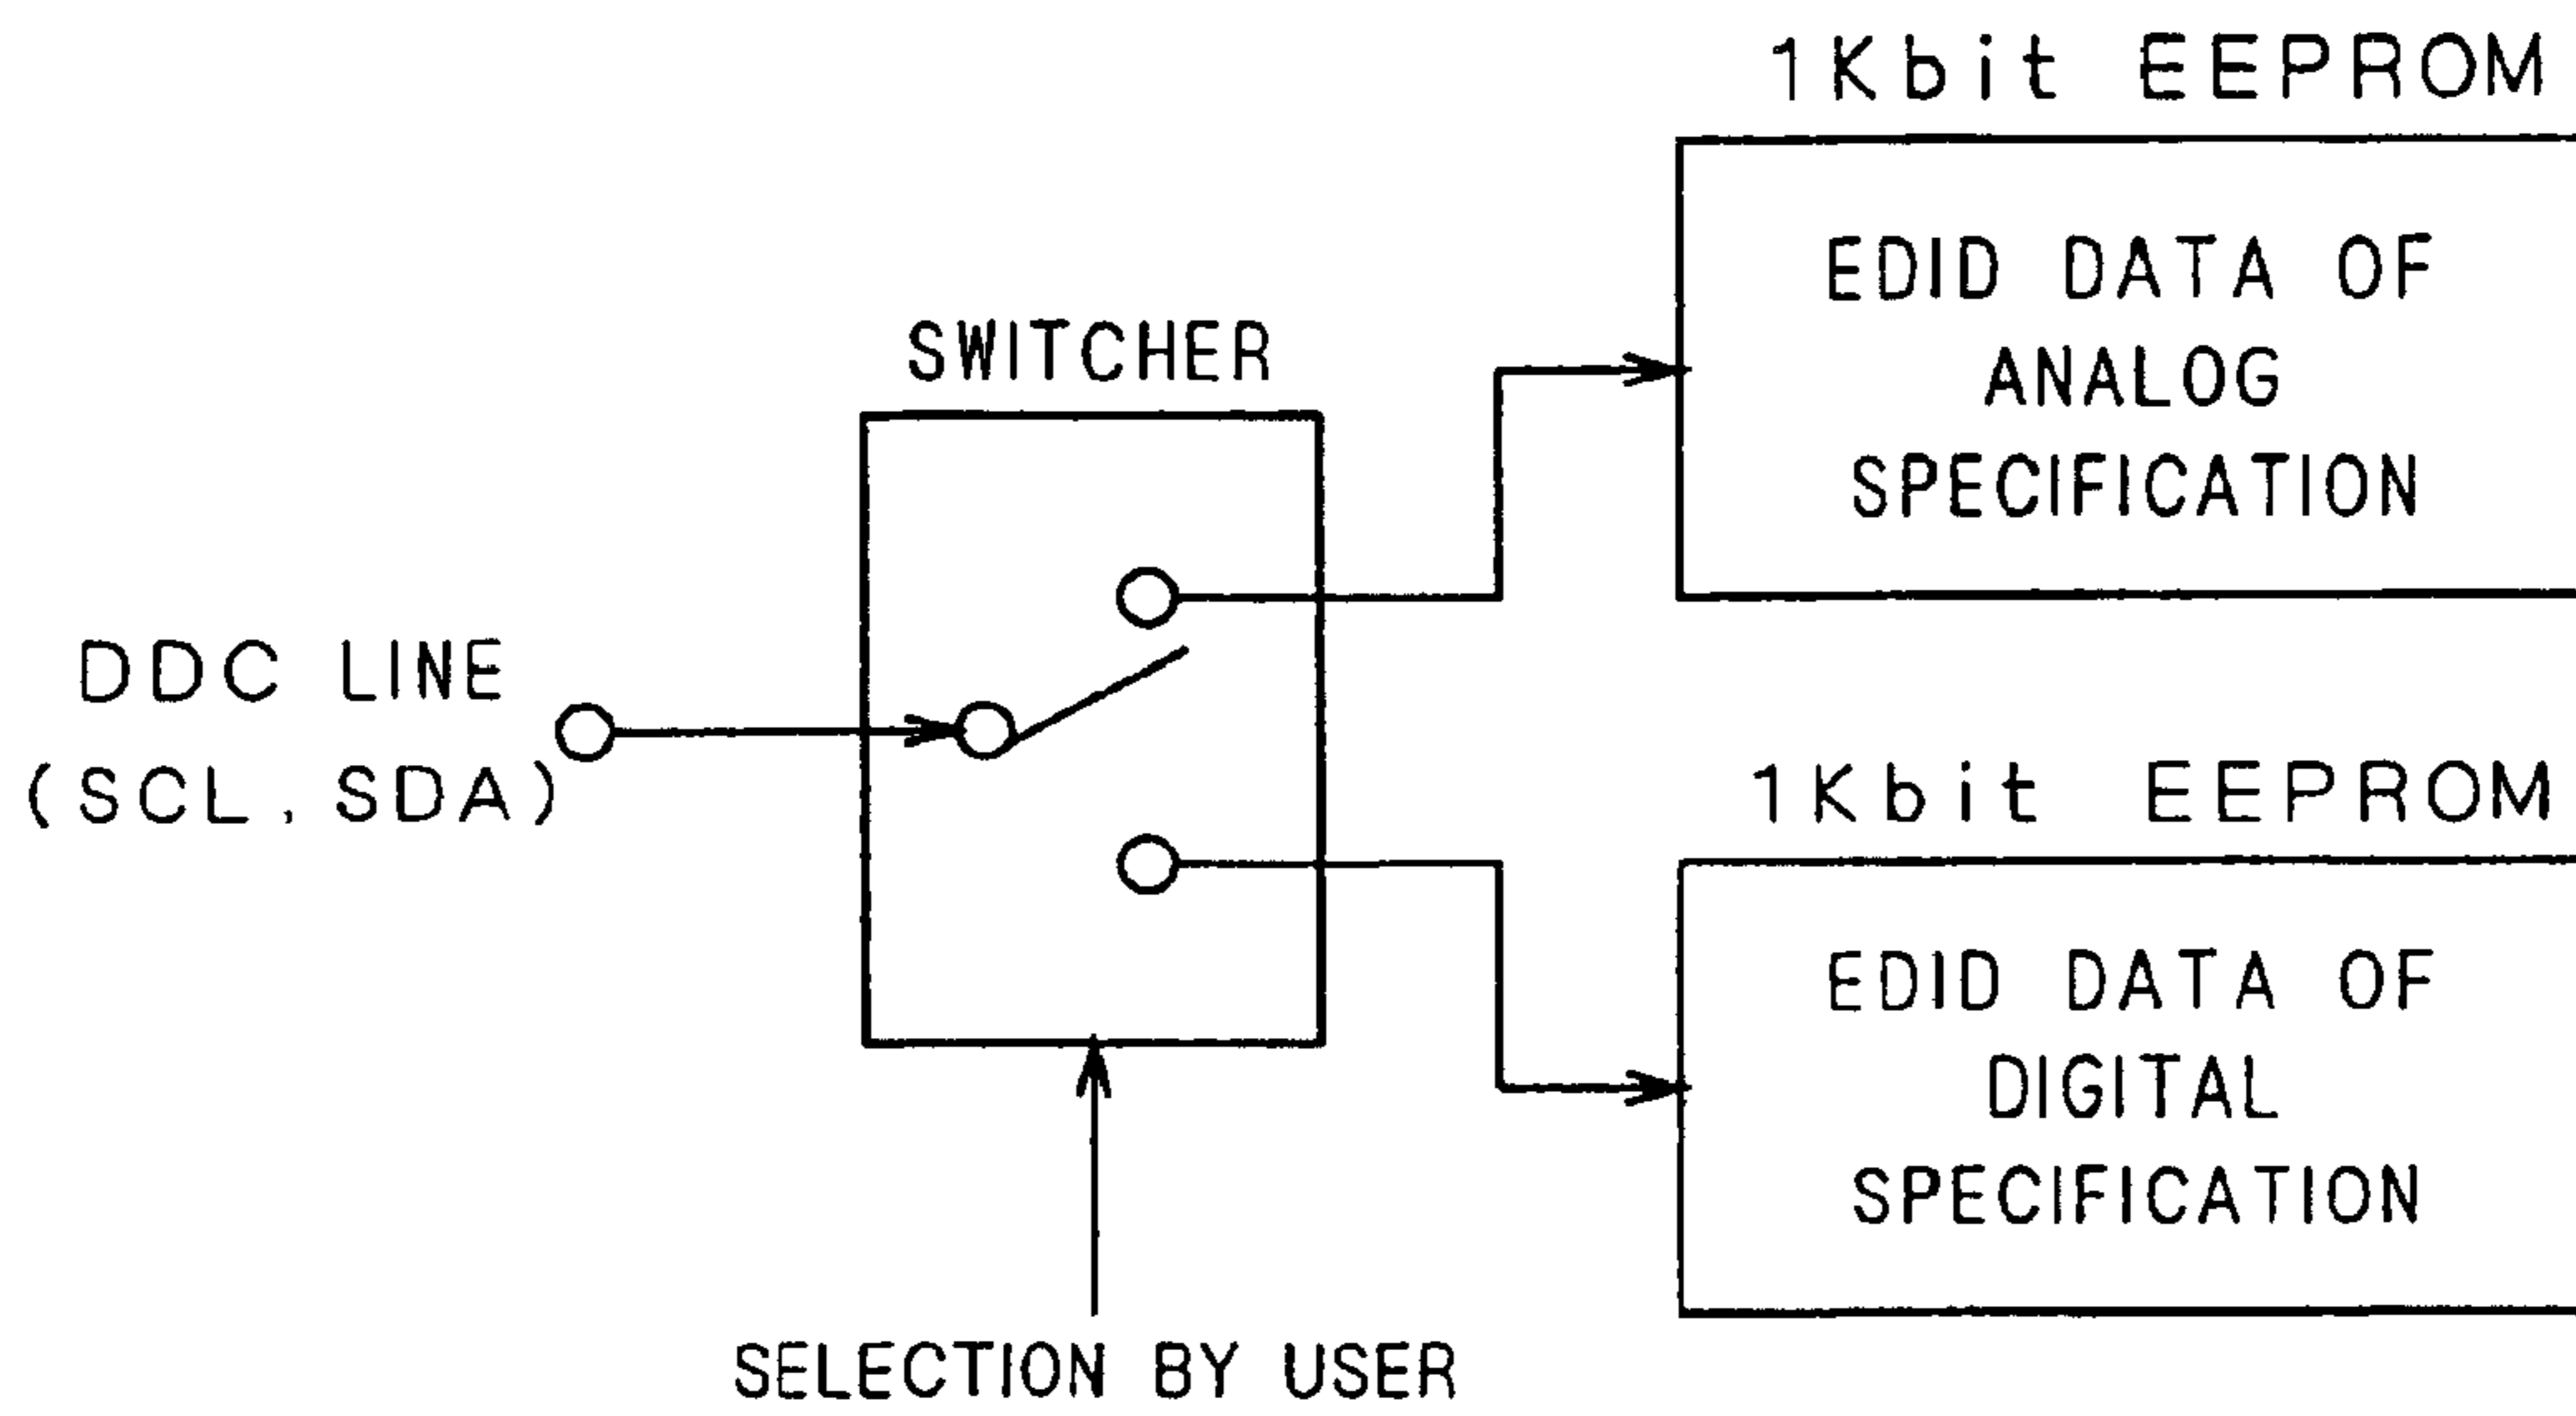 1Kbit EEPROM
EDID DATA OF
ANALOG
SPECIFICATION
SWITCHER
DDC LINE
(SCL, SDA)
1Kbit EEPROM
EDID DATA OF
DIGITAL
SPECIFICATION
SELECTION BY USER